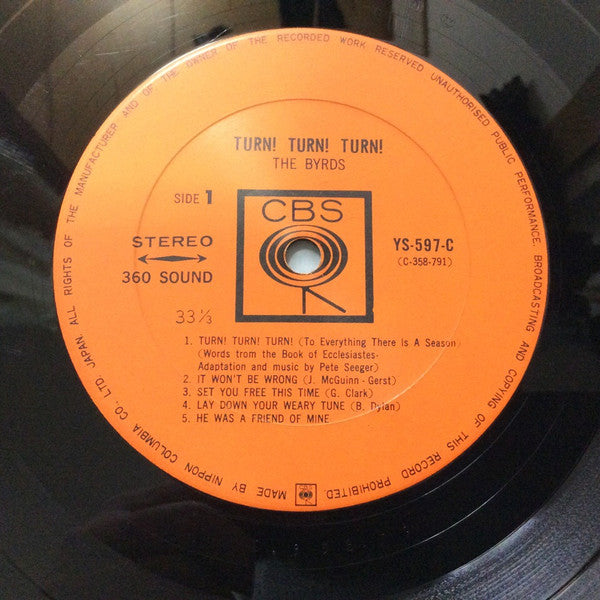 ALL RIGHTS OF THE MANUFACTURER AND OF THE OWNER OF THE RECORDED WORK RESERVED UNAUTHORISED PUBLIC PERFORMANCE, BROADCASTING AND COPYING OF THIS RECORD PROHIBITED.
TURN! TURN! TURN!
THE BYRDS
SIDE 1
CBS
STEREO
360 SOUND
33⅓
YS-597-C
(C-358-791)
1. TURN! TURN! TURN! (To Everything There Is A Season)
(Words trom the Book of Ecclesiastes-
Adaptation and music by Pete Seeger)
2. IT WON'T BE WRONG (J. McGuinn - Gerst)
3. SET YOU FREE THIS TIME (G. Clark)
4. LAY DOWN YOUR WEARY TUNE (B. Dylan)
5. HE WAS A FRIEND OF MINE
MADE BY NIPPON COLUMBIA CO. LTD. JAPAN.